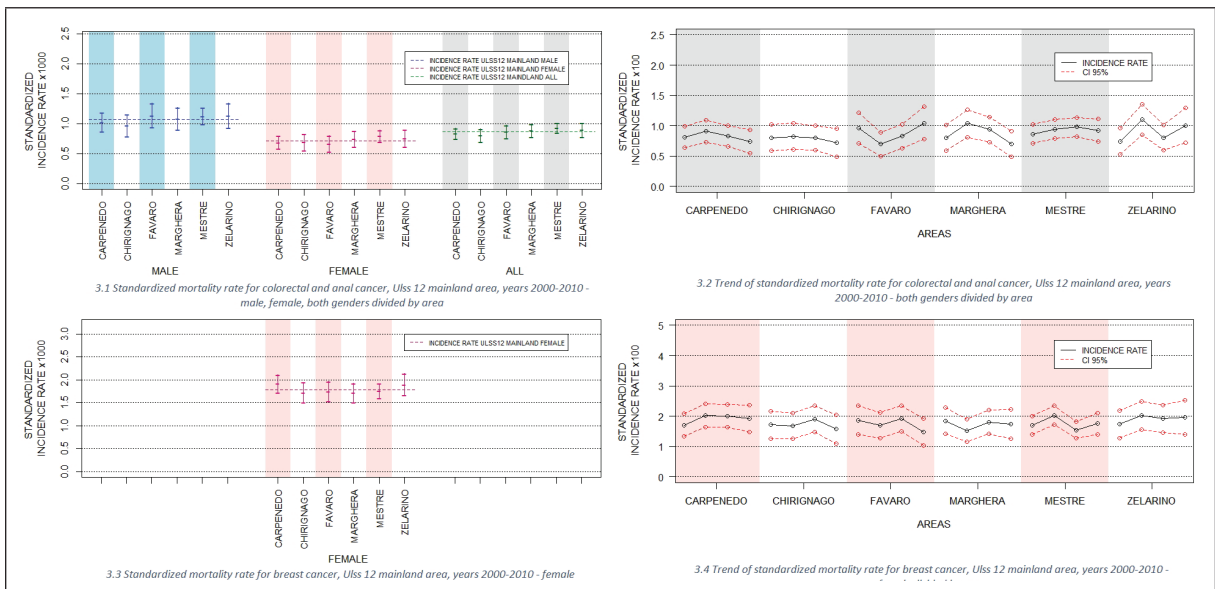 STANDARDIZED
INCIDENCE RATE x1000
0.0 0.5 1.0 1.5 2.0 2.5
INCIDENCE RATE ULSS12 MAINLAND MALE
INCIDENCE RATE ULSS12 MAINLAND FEMALE
INCIDENCE RATE ULSS12 MAINDLAND ALL
CARPENEDO
CHIRIGNAGO
FAVARO
MARGHERA
MESTRE
ZELARINO
CARPENEDO
CHIRIGNAGO
FAVARO
MARGHERA
MESTRE
ZELARINO
CARPENEDO
CHIRIGNAGO
FAVARO
MARGHERA
MESTRE
ZELARINO
MALE FEMALE ALL
3.1 Standardized mortality rate for colorectal and anal cancer, Ulss 12 mainland area, years 2000-2010 -
male, female, both genders divided by area
STANDARDIZED
INCIDENCE RATE x100
0.0 0.5 1.0 1.5 2.0 2.5
INCIDENCE RATE
CI 95%
CARPENEDO CHIRIGNAGO FAVARO MARGHERA MESTRE ZELARINO
AREAS
3.2 Trend of standardized mortality rate for colorectal and anal cancer, Ulss 12 mainland area, years
2000-2010 - both genders divided by area
STANDARDIZED
INCIDENCE RATE x1000
0.0 0.5 1.0 1.5 2.0 2.5 3.0
INCIDENCE RATE ULSS12 MAINLAND FEMALE
CARPENEDO
CHIRIGNAGO
FAVARO
MARGHERA
MESTRE
ZELARINO
FEMALE
3.3 Standardized mortality rate for breast cancer, Ulss 12 mainland area, years 2000-2010 - female
STANDARDIZED
INCIDENCE RATE x100
0 1 2 3 4 5
INCIDENCE RATE
CI 95%
CARPENEDO CHIRIGNAGO FAVARO MARGHERA MESTRE ZELARINO
AREAS
3.4 Trend of standardized mortality rate for breast cancer, Ulss 12 mainland area, years 2000-2010 -